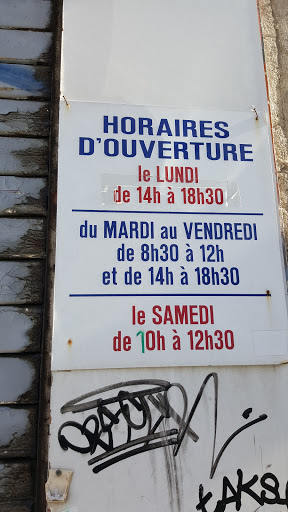 HORAIRES
D'OUVERTURE
le LUNDI
de 14h à 18h30
du MARDI au VENDREDI
de 8h30 à 12h
et de 14h à 18h30
le SAMEDI
de 10h à 12h30